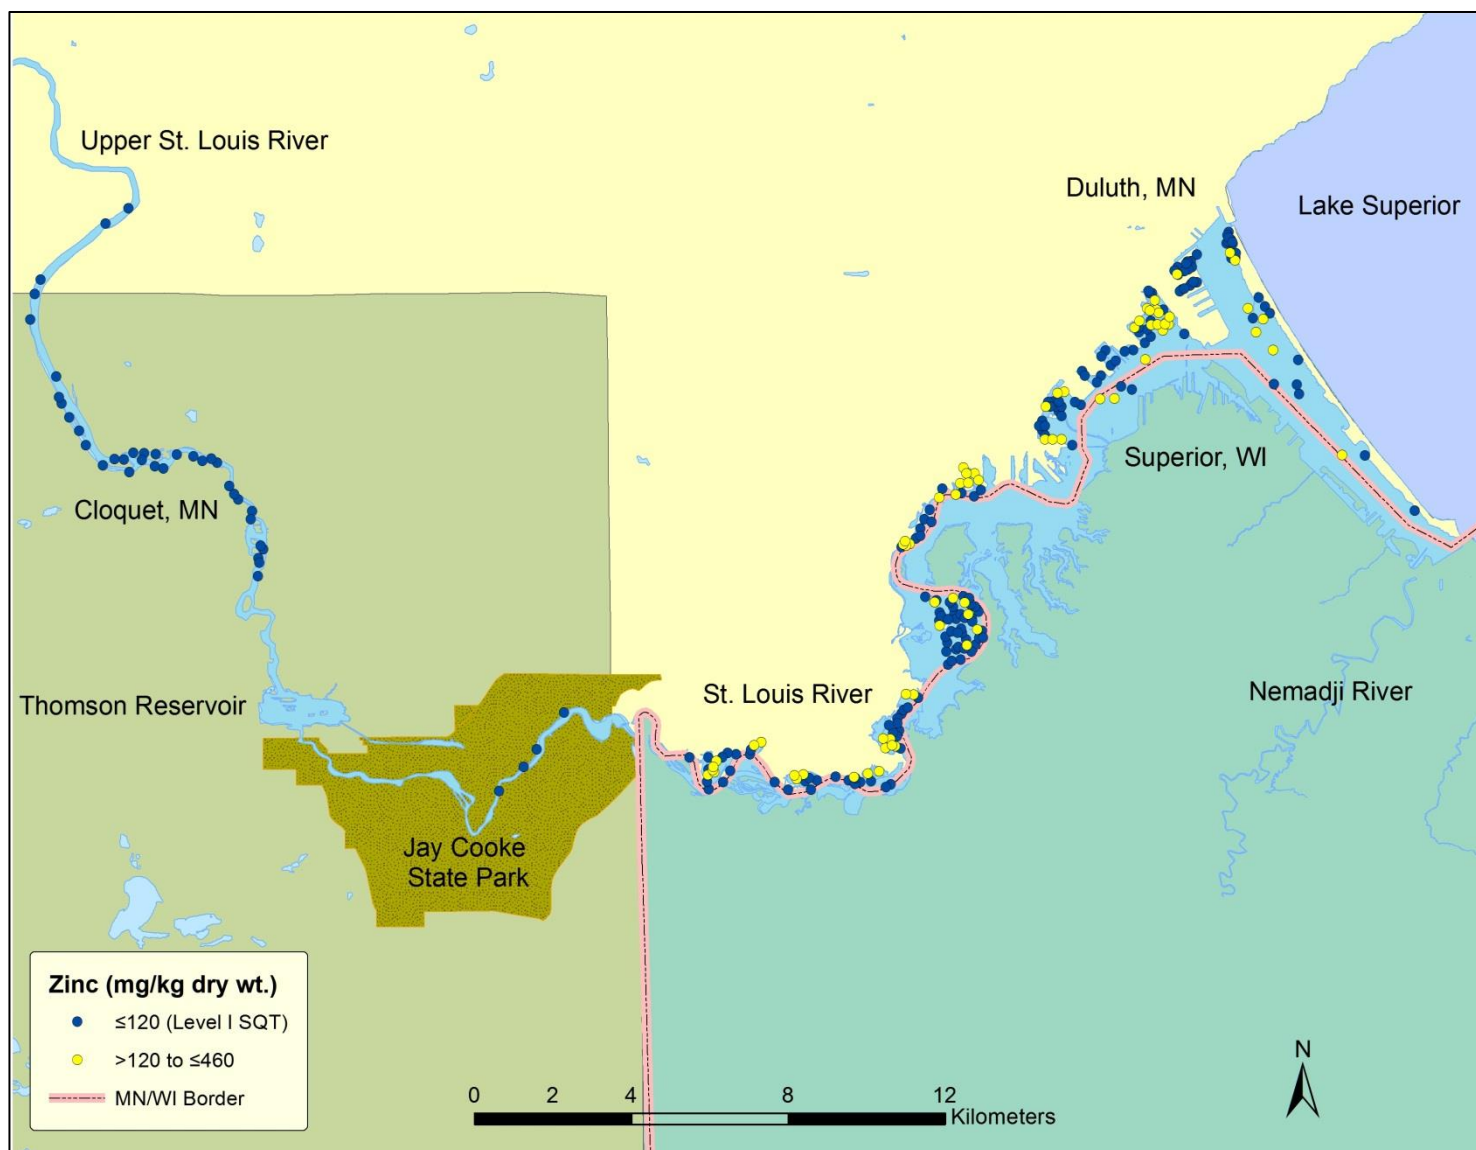 Upper St. Louis River
Duluth, MN
Lake Superior
Superior, WI
Cloquet, MN
Thomson Reservoir
St. Louis River
Nemadji River
Jay Cooke
State Park
Zinc (mg/kg dry wt.)
≤120 (Level I SQT)
>120 to ≤460
MN/WI Border
0 2 4 8 12
Kilometers
N